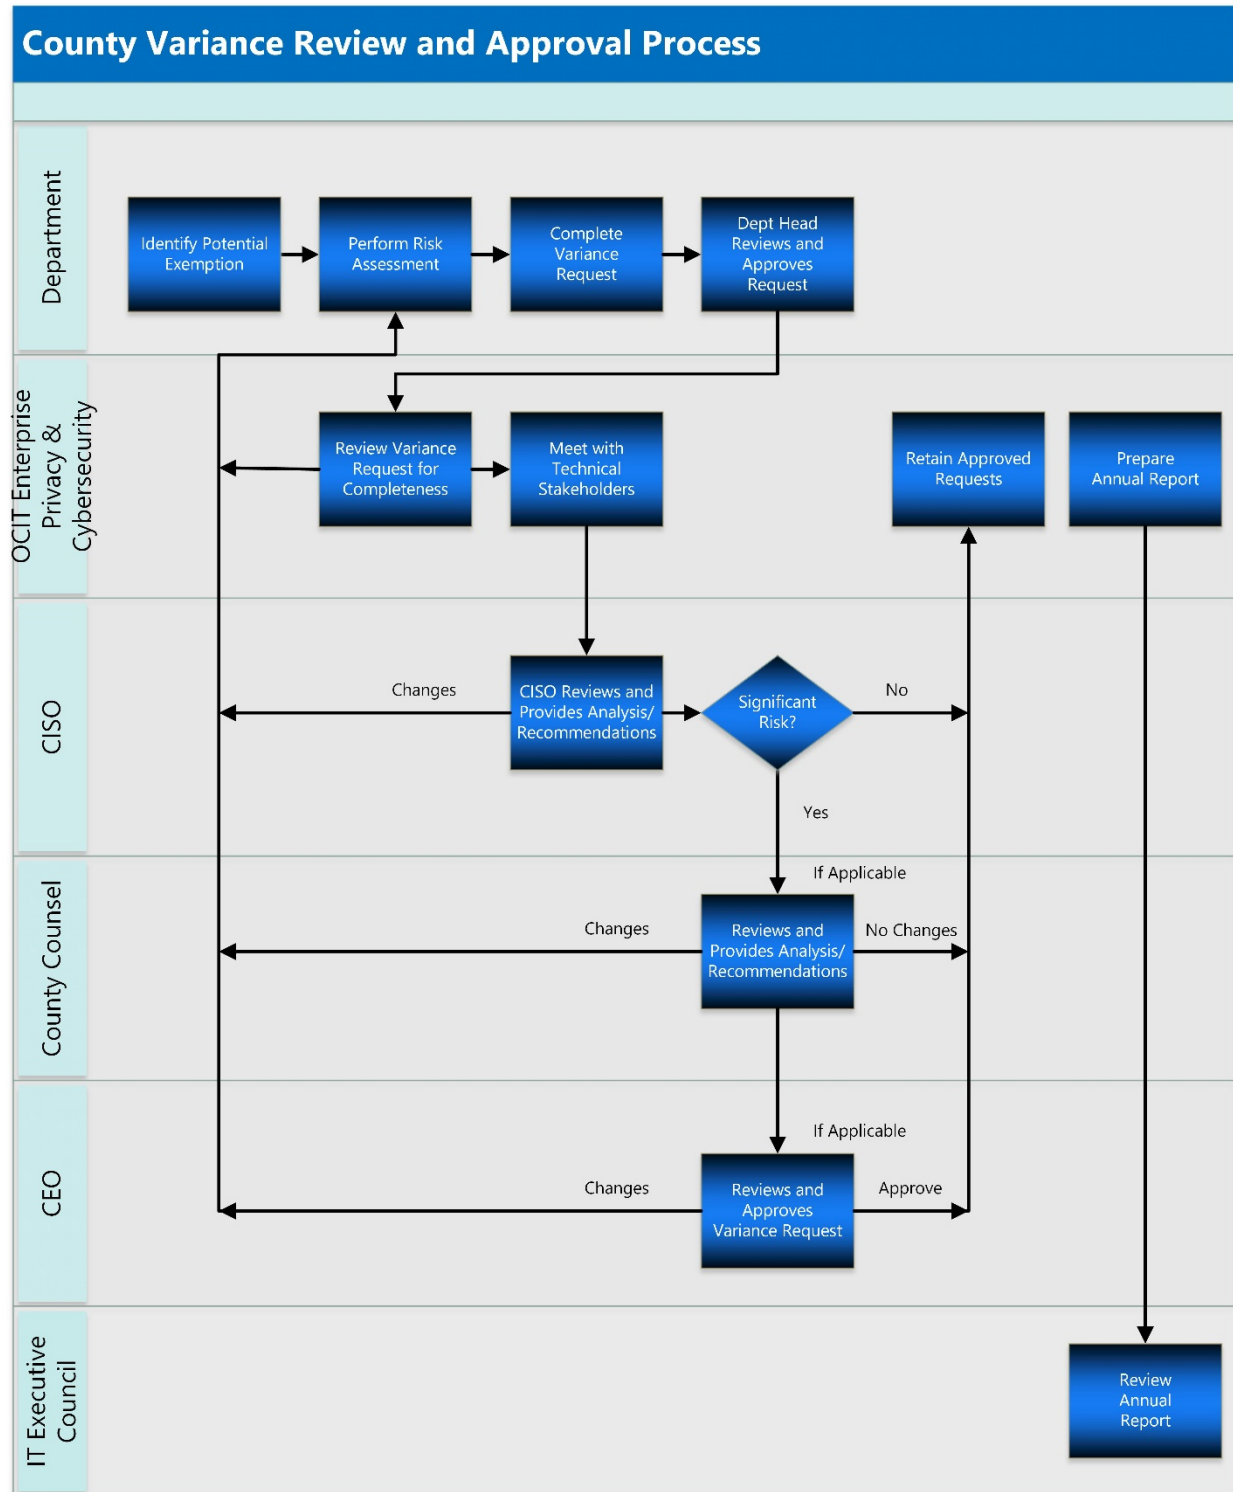 County Variance Review and Approval Process
Department
Identify Potential
Exemption
Perform Risk
Assessment
Complete
Variance
Request
Dept Head
Reviews and
Approves
Request
OCIT Enterprise
Privacy &
Cybersecurity
Review Variance
Request for
Completeness
Meet with
Technical
Stakeholders
Retain Approved
Requests
Prepare
Annual Report
CISO
Changes
CISO Reviews and
Provides Analysis/
Recommendations
Significant
Risk?
No
Yes
County Counsel
If Applicable
Changes
Reviews and
Provides Analysis/
Recommendations
No Changes
CEO
If Applicable
Changes
Reviews and
Approves
Variance Request
Approve
IT Executive
Council
Review
Annual
Report